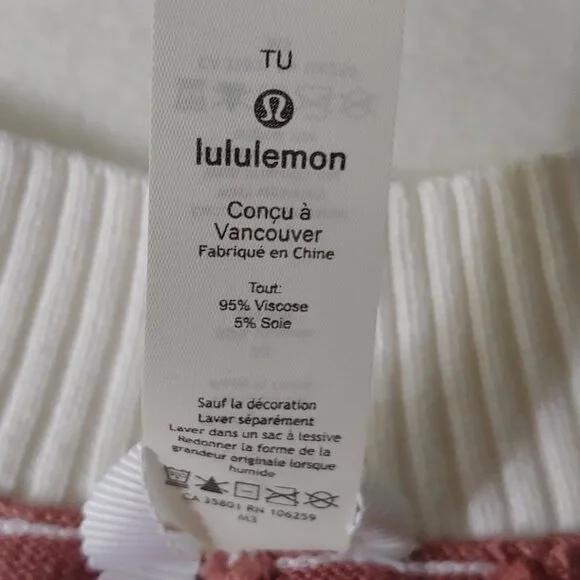 TU
lululemon
Conçu à
Vancouver
Fabriqué en Chine
Tout:
95% Viscose
5% Soie
Sauf la décoration
Laver séparément
Laver dans un sac à lessive
Redonner la forme de la
grandeur originale lorsque
humide
CA 35801 RN 106259
M3